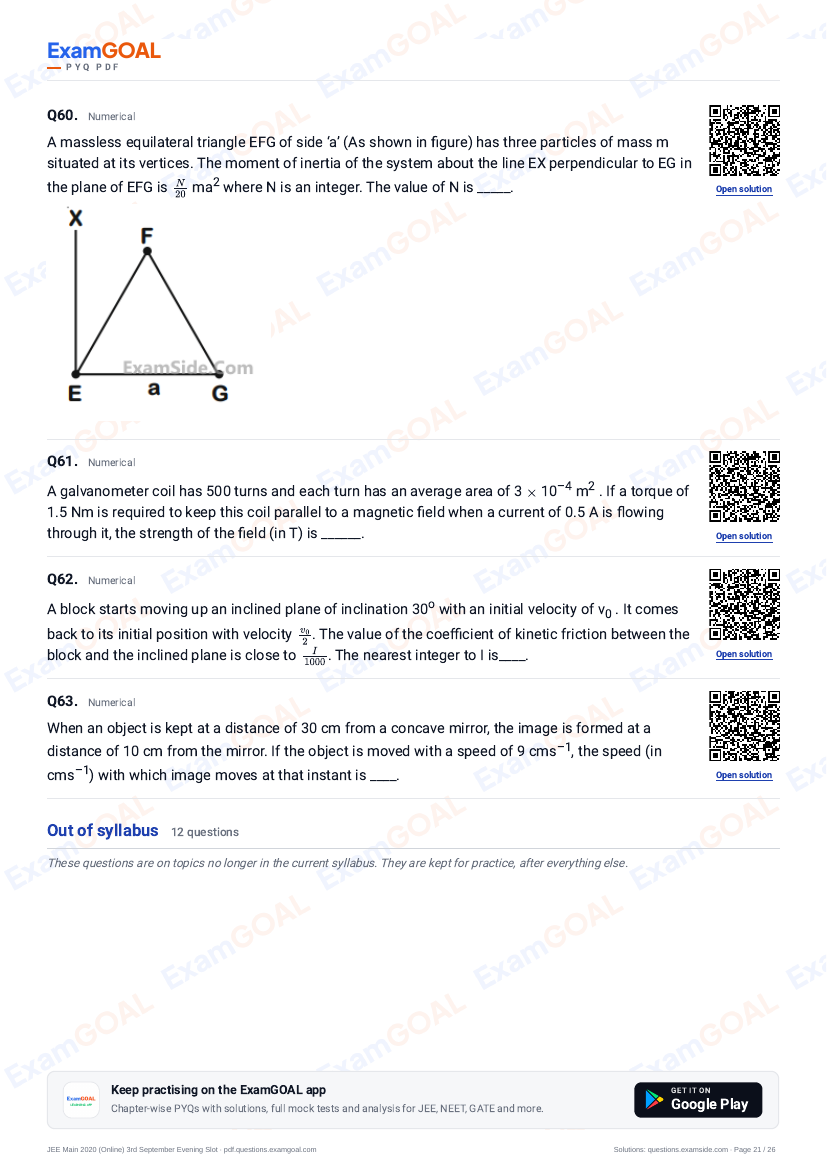 ExamGOAL
PYQ PDF
Q60. Numerical
A massless equilateral triangle EFG of side ‘a’ (As shown in figure) has three particles of mass m
situated at its vertices. The moment of inertia of the system about the line EX perpendicular to EG in
the plane of EFG is N/20 ma² where N is an integer. The value of N is _____.
Open solution
X
F
ExamSide.Com
E a G
Q61. Numerical
A galvanometer coil has 500 turns and each turn has an average area of 3 × 10⁻⁴ m² . If a torque of
1.5 Nm is required to keep this coil parallel to a magnetic field when a current of 0.5 A is flowing
through it, the strength of the field (in T) is ______.
Open solution
Q62. Numerical
A block starts moving up an inclined plane of inclination 30° with an initial velocity of v₀ . It comes
back to its initial position with velocity v₀/2. The value of the coefficient of kinetic friction between the
block and the inclined plane is close to I/1000. The nearest integer to I is____.
Open solution
Q63. Numerical
When an object is kept at a distance of 30 cm from a concave mirror, the image is formed at a
distance of 10 cm from the mirror. If the object is moved with a speed of 9 cms⁻¹, the speed (in
cms⁻¹) with which image moves at that instant is ____.
Open solution
Out of syllabus 12 questions
These questions are on topics no longer in the current syllabus. They are kept for practice, after everything else.
Keep practising on the ExamGOAL app
Chapter-wise PYQs with solutions, full mock tests and analysis for JEE, NEET, GATE and more.
ExamGOAL
GET IT ON
Google Play
JEE Main 2020 (Online) 3rd September Evening Slot · pdf.questions.examgoal.com
Solutions: questions.examside.com · Page 21 / 26